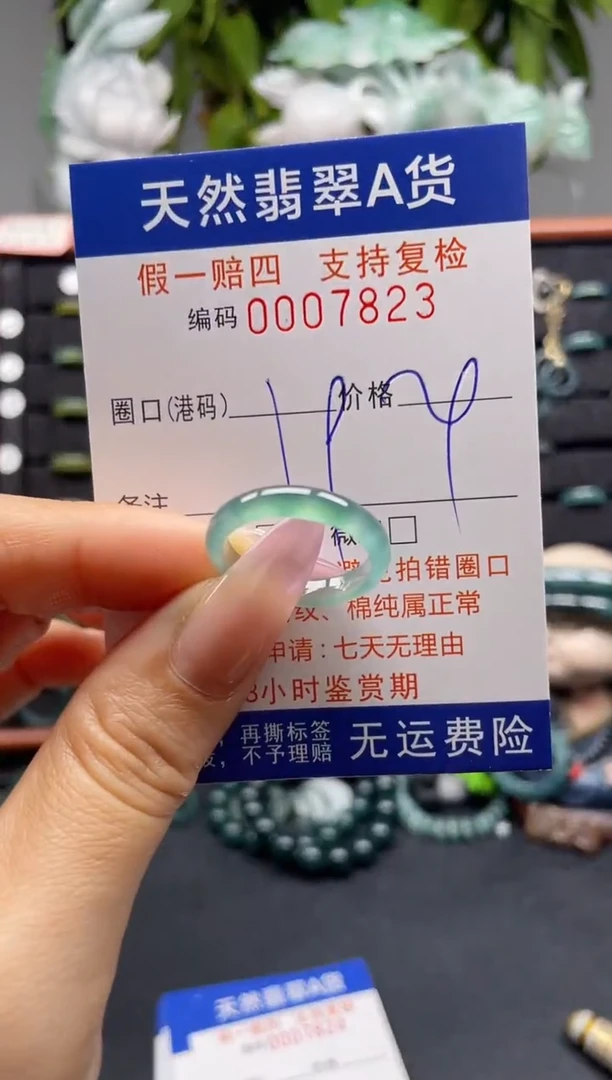 天然翡翠A货
假一赔四 支持复检
编码 0007823
圈口(港码) 价格
备注
微
拍错圈口
纹、棉纯属正常
申请:七天无理由
小时鉴赏期
再撕标签
，不予理赔
无运费险
天然翡翠A货